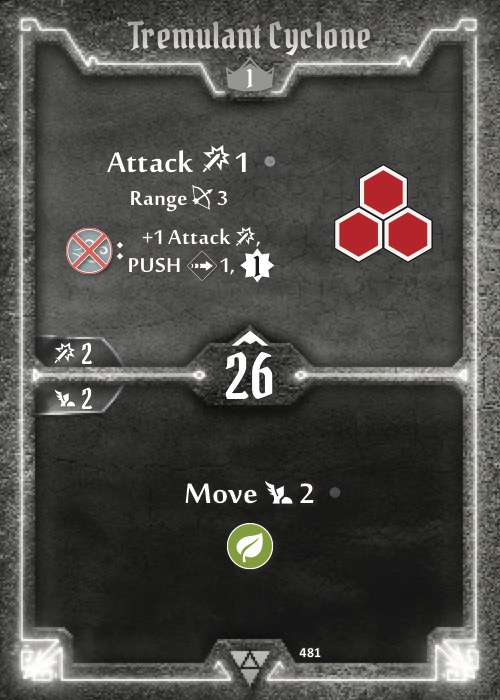 Tremulant Cyclone
1
Attack 1
Range 3
: +1 Attack ,
PUSH 1, 1
2
26
2
Move 2
481